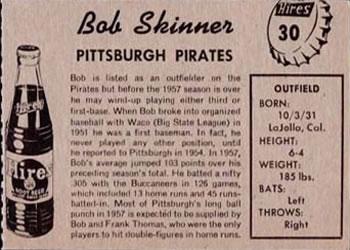 Bob Skinner
PITTSBURGH PIRATES
Hires
30
Bob is listed as an outfielder on the
Pirates but before the 1957 season is over
he may wind-up playing either third or
first-base. When Bob broke into organized
baseball with Waco (Big State League) in
1951 he was a first baseman. In fact, he
never played any other position, until
he reported to Pittsburgh in 1954. In 1957,
Bob's average jumped 103 points over his
preceding season's total. He batted a nifty
.305 with the Buccaneers in 126 games,
which included 13 home runs and 45 runs-
batted-in. Most of Pittsburgh's long ball
punch in 1957 is expected to be supplied by
Bob and Frank Thomas, who were the only
players to hit double-figures in home runs.
OUTFIELD
BORN:
10/3/31
LaJolla, Cal.
HEIGHT:
6-4
WEIGHT:
185 lbs.
BATS:
Left
THROWS:
Right
Hires
Hires
ROOT BEER